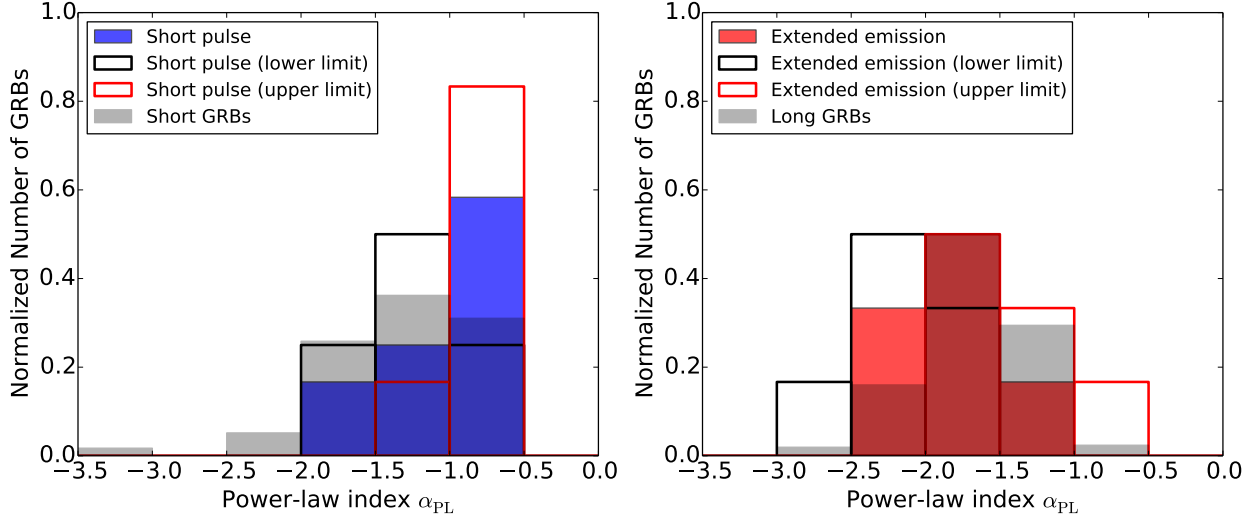 1.0
0.8
0.6
0.4
0.2
0.0
Normalized Number of GRBs
Short pulse
Short pulse (lower limit)
Short pulse (upper limit)
Short GRBs
−3.5 −3.0 −2.5 −2.0 −1.5 −1.0 −0.5 0.0
Power-law index αPL
1.0
0.8
0.6
0.4
0.2
0.0
Normalized Number of GRBs
Extended emission
Extended emission (lower limit)
Extended emission (upper limit)
Long GRBs
−3.5 −3.0 −2.5 −2.0 −1.5 −1.0 −0.5 0.0
Power-law index αPL